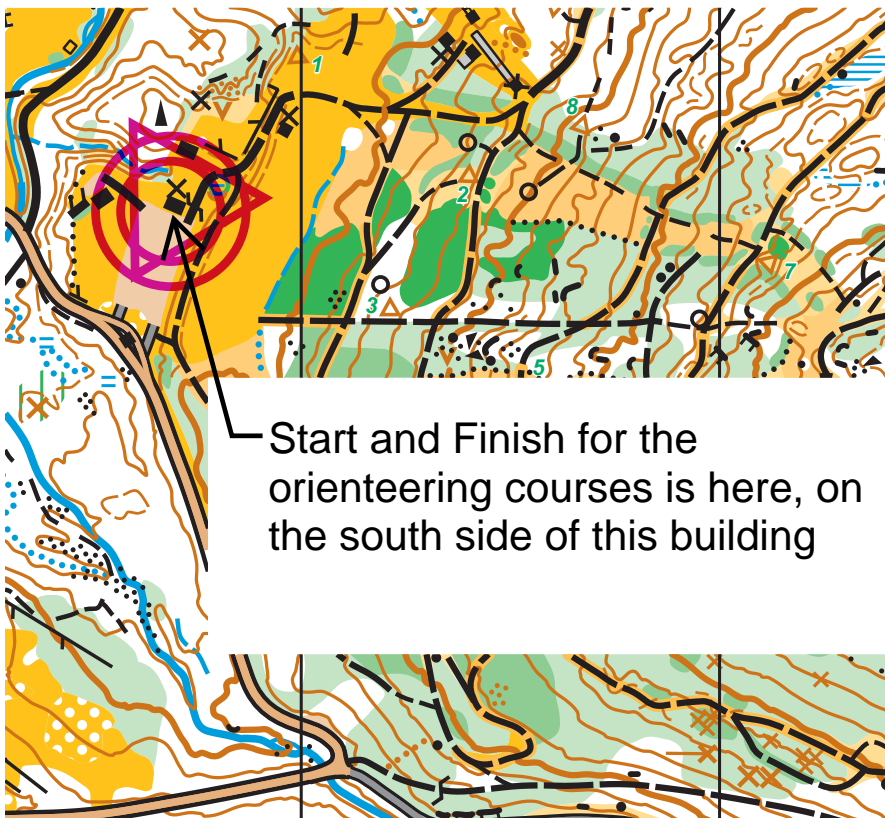 1
8
2
7
3
5
Start and Finish for the
orienteering courses is here, on
the south side of this building